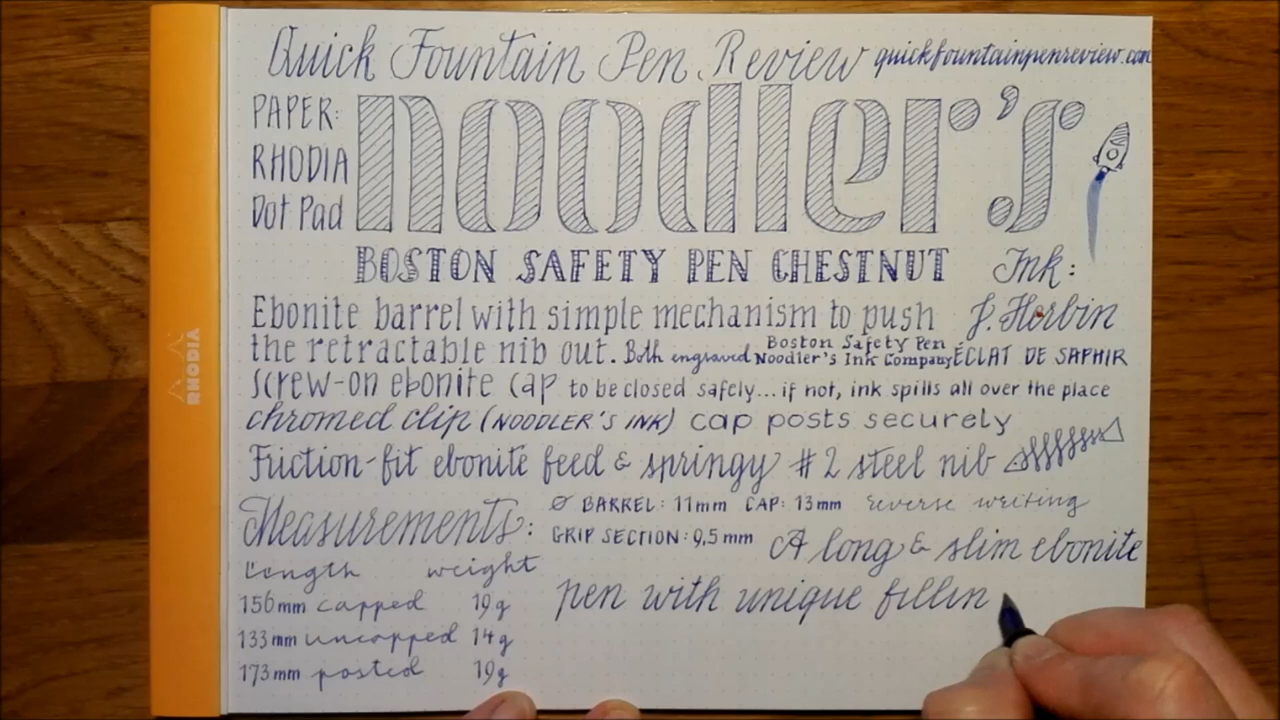 Quick Fountain Pen Review quickfountainpenreview.com
PAPER:
RHODIA
Dot Pad
noodler's
BOSTON SAFETY PEN CHESTNUT
Ink:
J. Herbin
ÉCLAT DE SAPHIR
Ebonite barrel with simple mechanism to push
the retractable nib out. Both engraved Boston Safety Pen
Noodler's Ink Company
screw-on ebonite cap to be closed safely... if not, ink spills all over the place
chromed clip (NOODLER'S INK) cap posts securely
Friction-fit ebonite feed & springy #2 steel nib
Measurements: Ø BARREL: 11mm CAP: 13mm reverse writing
GRIP SECTION: 9,5 mm
Length weight
156mm capped 19g
133mm uncapped 14g
173mm posted 19g
A long & slim ebonite
pen with unique fillin
RHODIA